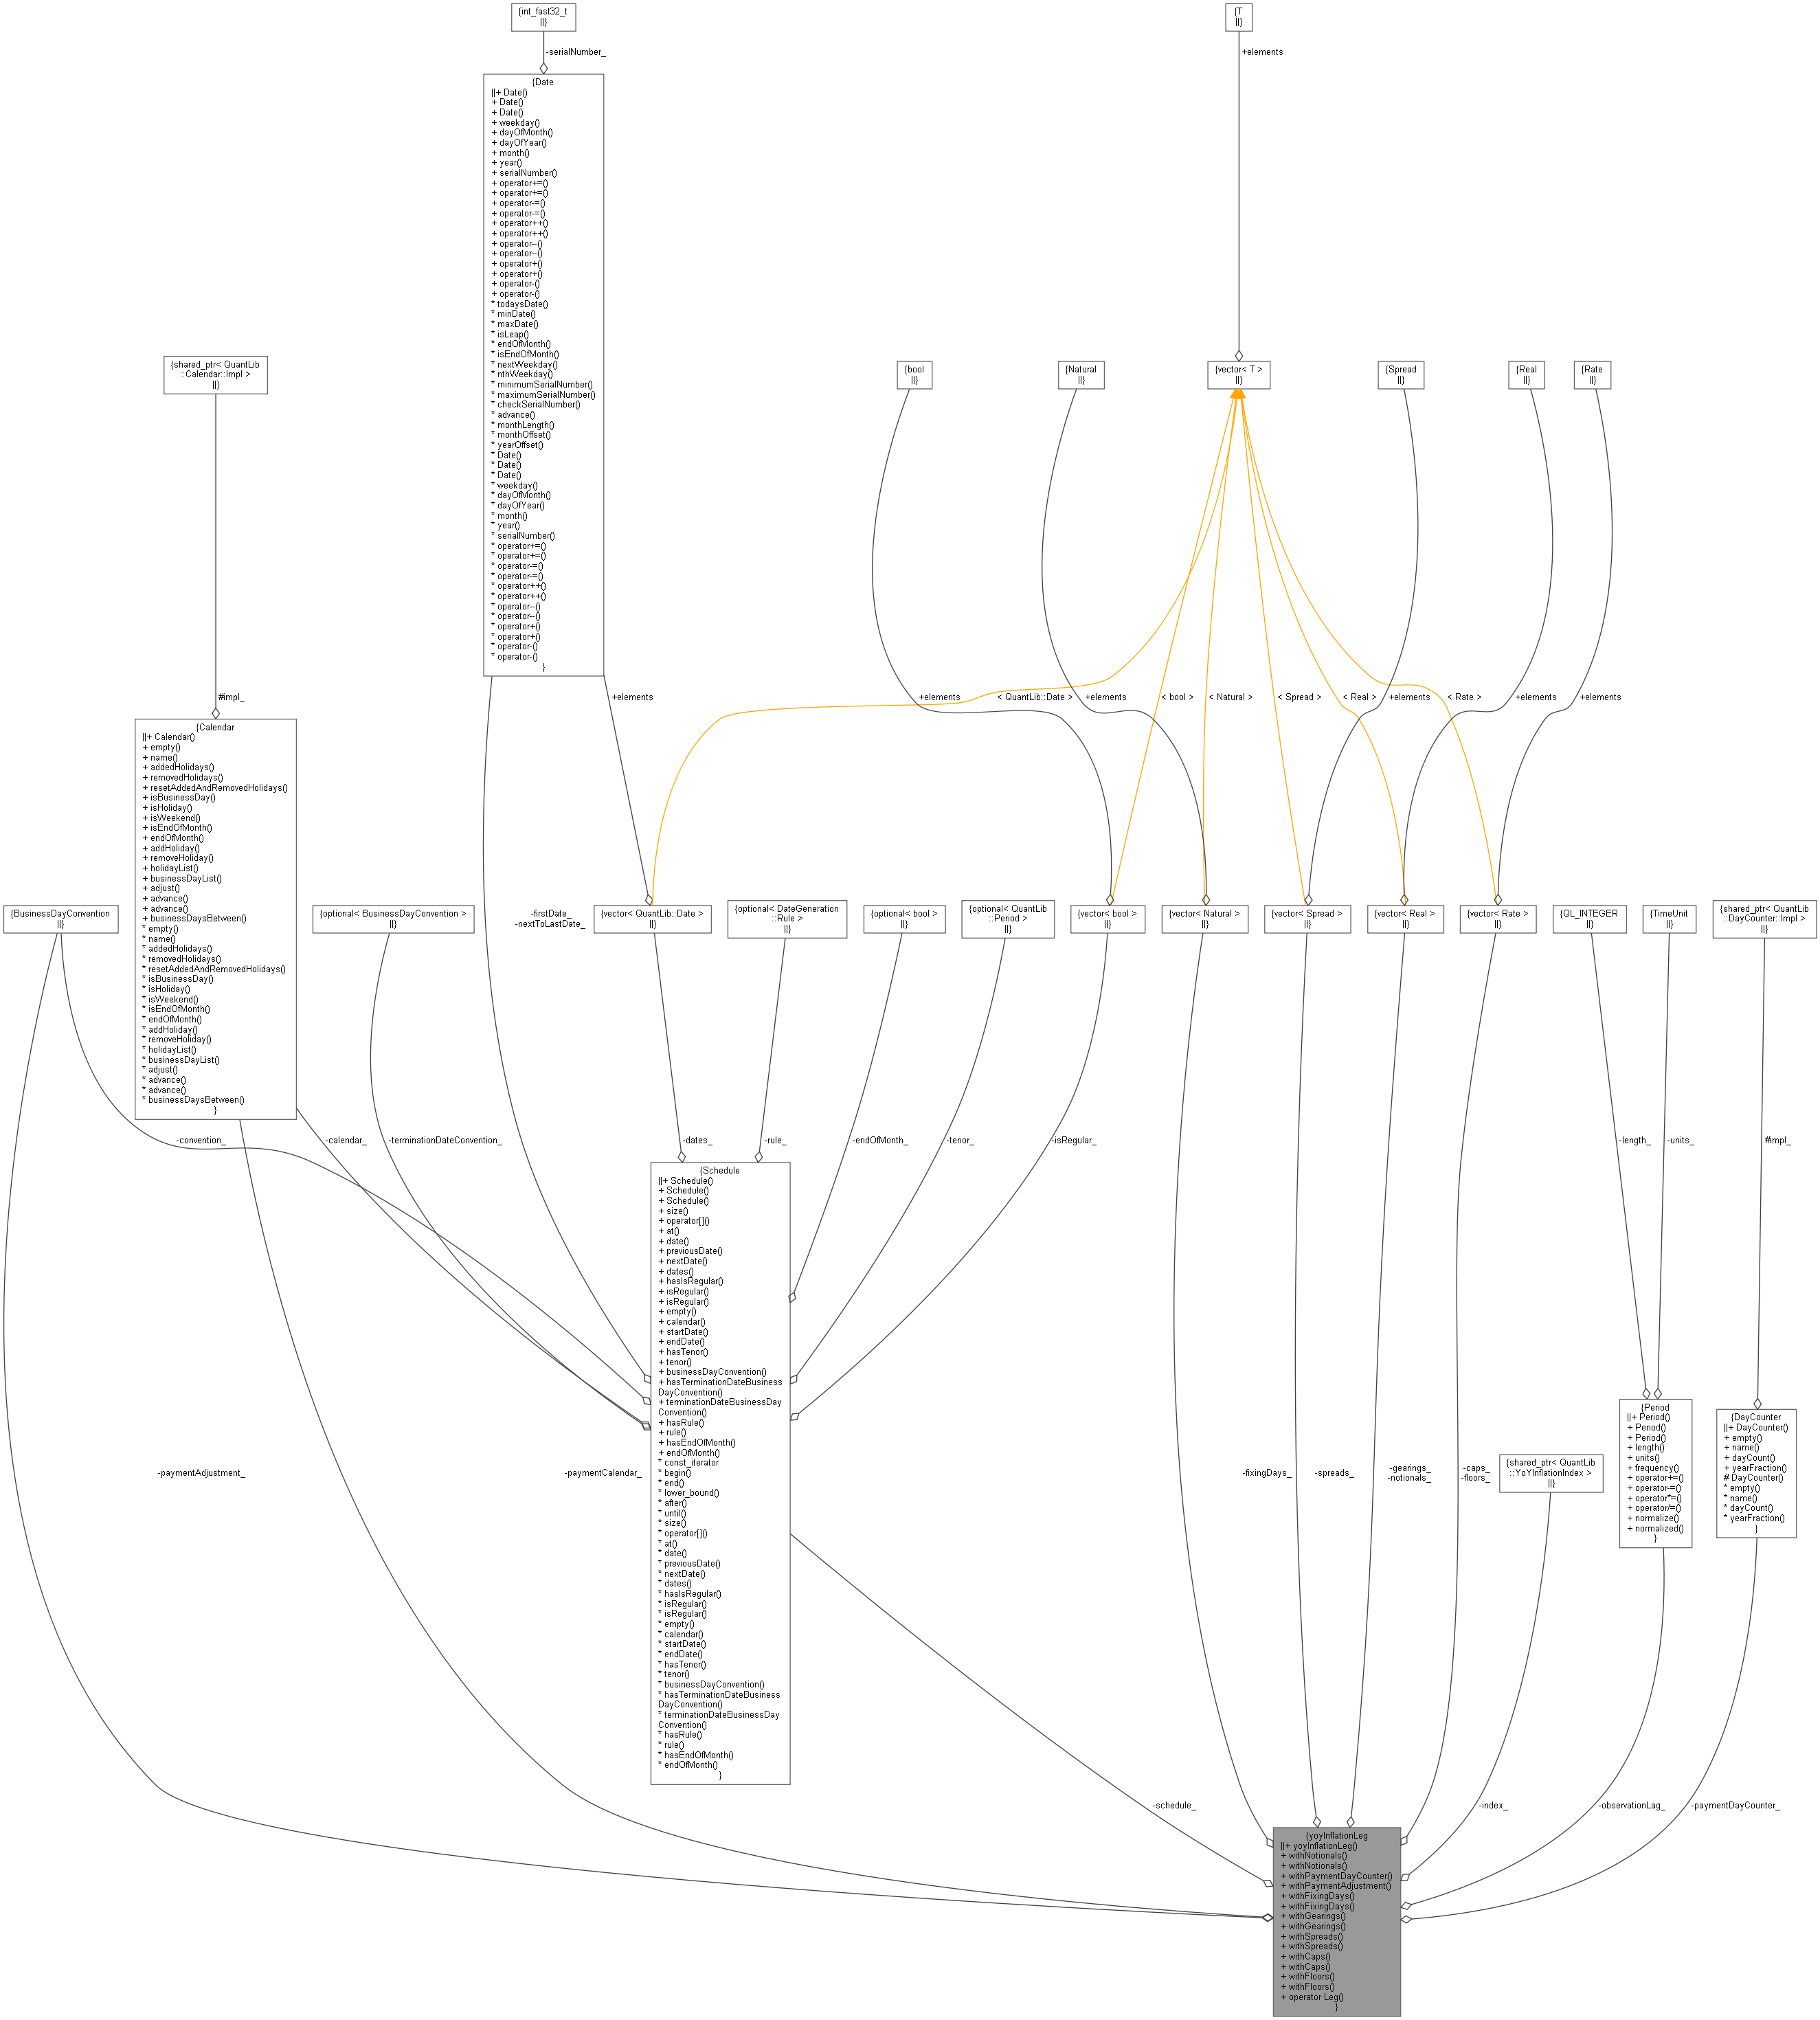 {int_fast32_t
||}
{T
||}
-serialNumber_
+elements
{Date
||+ Date()
+ Date()
+ Date()
+ weekday()
+ dayOfMonth()
+ dayOfYear()
+ month()
+ year()
+ serialNumber()
+ operator+=()
+ operator+=()
+ operator-=()
+ operator-=()
+ operator++()
+ operator++()
+ operator--()
+ operator--()
+ operator+()
+ operator+()
+ operator-()
+ operator-()
* todaysDate()
* minDate()
* maxDate()
* isLeap()
* endOfMonth()
* isEndOfMonth()
* nextWeekday()
* nthWeekday()
* minimumSerialNumber()
* maximumSerialNumber()
* checkSerialNumber()
* advance()
* monthLength()
* monthOffset()
* yearOffset()
* Date()
* Date()
* Date()
* weekday()
* dayOfMonth()
* dayOfYear()
* month()
* year()
* serialNumber()
* operator+=()
* operator+=()
* operator-=()
* operator-=()
* operator++()
* operator++()
* operator--()
* operator--()
* operator+()
* operator+()
* operator-()
* operator-()
}
{shared_ptr< QuantLib
::Calendar::Impl >
||}
{bool
||}
{Natural
||}
{vector< T >
||}
{Spread
||}
{Real
||}
{Rate
||}
#impl_
+elements
+elements
< QuantLib::Date >
+elements
< bool >
< Natural >
< Spread >
< Real >
+elements
< Rate >
+elements
+elements
{Calendar
||+ Calendar()
+ empty()
+ name()
+ addedHolidays()
+ removedHolidays()
+ resetAddedAndRemovedHolidays()
+ isBusinessDay()
+ isHoliday()
+ isWeekend()
+ isEndOfMonth()
+ endOfMonth()
+ addHoliday()
+ removeHoliday()
+ holidayList()
+ businessDayList()
+ adjust()
+ advance()
+ advance()
+ businessDaysBetween()
* empty()
* name()
* addedHolidays()
* removedHolidays()
* resetAddedAndRemovedHolidays()
* isBusinessDay()
* isHoliday()
* isWeekend()
* isEndOfMonth()
* endOfMonth()
* addHoliday()
* removeHoliday()
* holidayList()
* businessDayList()
* adjust()
* advance()
* advance()
* businessDaysBetween()
}
{BusinessDayConvention
||}
{optional< BusinessDayConvention >
||}
-firstDate_
-nextToLastDate_
{vector< QuantLib::Date >
||}
{optional< DateGeneration
::Rule >
||}
{optional< bool >
||}
{optional< QuantLib
::Period >
||}
{vector< bool >
||}
{vector< Natural >
||}
{vector< Spread >
||}
{vector< Real >
||}
{vector< Rate >
||}
{QL_INTEGER
||}
{TimeUnit
||}
{shared_ptr< QuantLib
::DayCounter::Impl >
||}
-convention_
-calendar_
-terminationDateConvention_
-dates_
-rule_
-endOfMonth_
-tenor_
-isRegular_
-length_
-units_
#impl_
{Schedule
||+ Schedule()
+ Schedule()
+ Schedule()
+ size()
+ operator[]()
+ at()
+ date()
+ previousDate()
+ nextDate()
+ dates()
+ hasIsRegular()
+ isRegular()
+ isRegular()
+ empty()
+ calendar()
+ startDate()
+ endDate()
+ hasTenor()
+ tenor()
+ businessDayConvention()
+ hasTerminationDateBusiness
DayConvention()
+ terminationDateBusinessDay
Convention()
+ hasRule()
+ rule()
+ hasEndOfMonth()
+ endOfMonth()
* const_iterator
* begin()
* end()
* lower_bound()
* after()
* until()
* size()
* operator[]()
* at()
* date()
* previousDate()
* nextDate()
* dates()
* hasIsRegular()
* isRegular()
* isRegular()
* empty()
* calendar()
* startDate()
* endDate()
* hasTenor()
* tenor()
* businessDayConvention()
* hasTerminationDateBusiness
DayConvention()
* terminationDateBusinessDay
Convention()
* hasRule()
* rule()
* hasEndOfMonth()
* endOfMonth()
}
{Period
||+ Period()
+ Period()
+ Period()
+ length()
+ units()
+ frequency()
+ operator+=()
+ operator-=()
+ operator*=()
+ operator/=()
+ normalize()
+ normalized()
}
{DayCounter
||+ DayCounter()
+ empty()
+ name()
+ dayCount()
+ yearFraction()
# DayCounter()
* empty()
* name()
* dayCount()
* yearFraction()
}
-paymentAdjustment_
-paymentCalendar_
-fixingDays_
-spreads_
-gearings_
-notionals_
-caps_
-floors_
{shared_ptr< QuantLib
::YoYInflationIndex >
||}
-schedule_
-index_
-observationLag_
-paymentDayCounter_
{yoyInflationLeg
||+ yoyInflationLeg()
+ withNotionals()
+ withNotionals()
+ withPaymentDayCounter()
+ withPaymentAdjustment()
+ withFixingDays()
+ withFixingDays()
+ withGearings()
+ withGearings()
+ withSpreads()
+ withSpreads()
+ withCaps()
+ withCaps()
+ withFloors()
+ withFloors()
+ operator Leg()
}